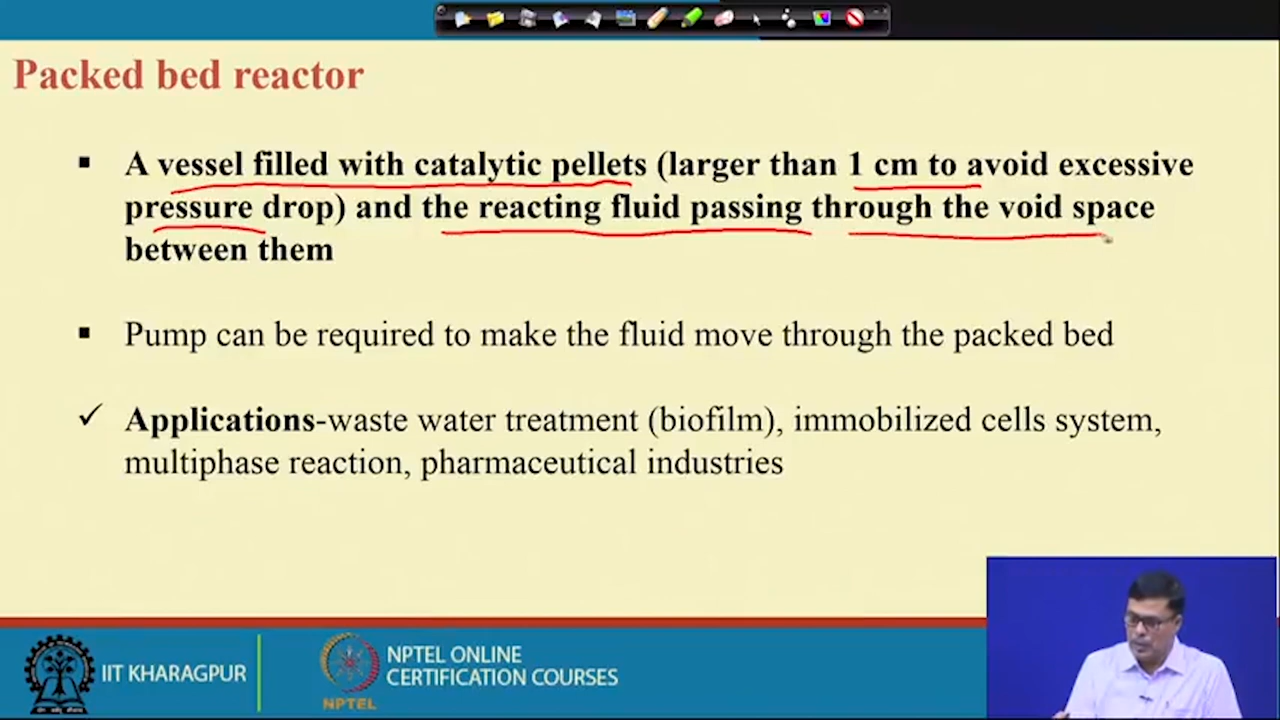 Packed bed reactor
▪ A vessel filled with catalytic pellets (larger than 1 cm to avoid excessive
pressure drop) and the reacting fluid passing through the void space
between them
▪ Pump can be required to make the fluid move through the packed bed
✓ Applications-waste water treatment (biofilm), immobilized cells system,
multiphase reaction, pharmaceutical industries
IIT KHARAGPUR
NPTEL
NPTEL ONLINE
CERTIFICATION COURSES